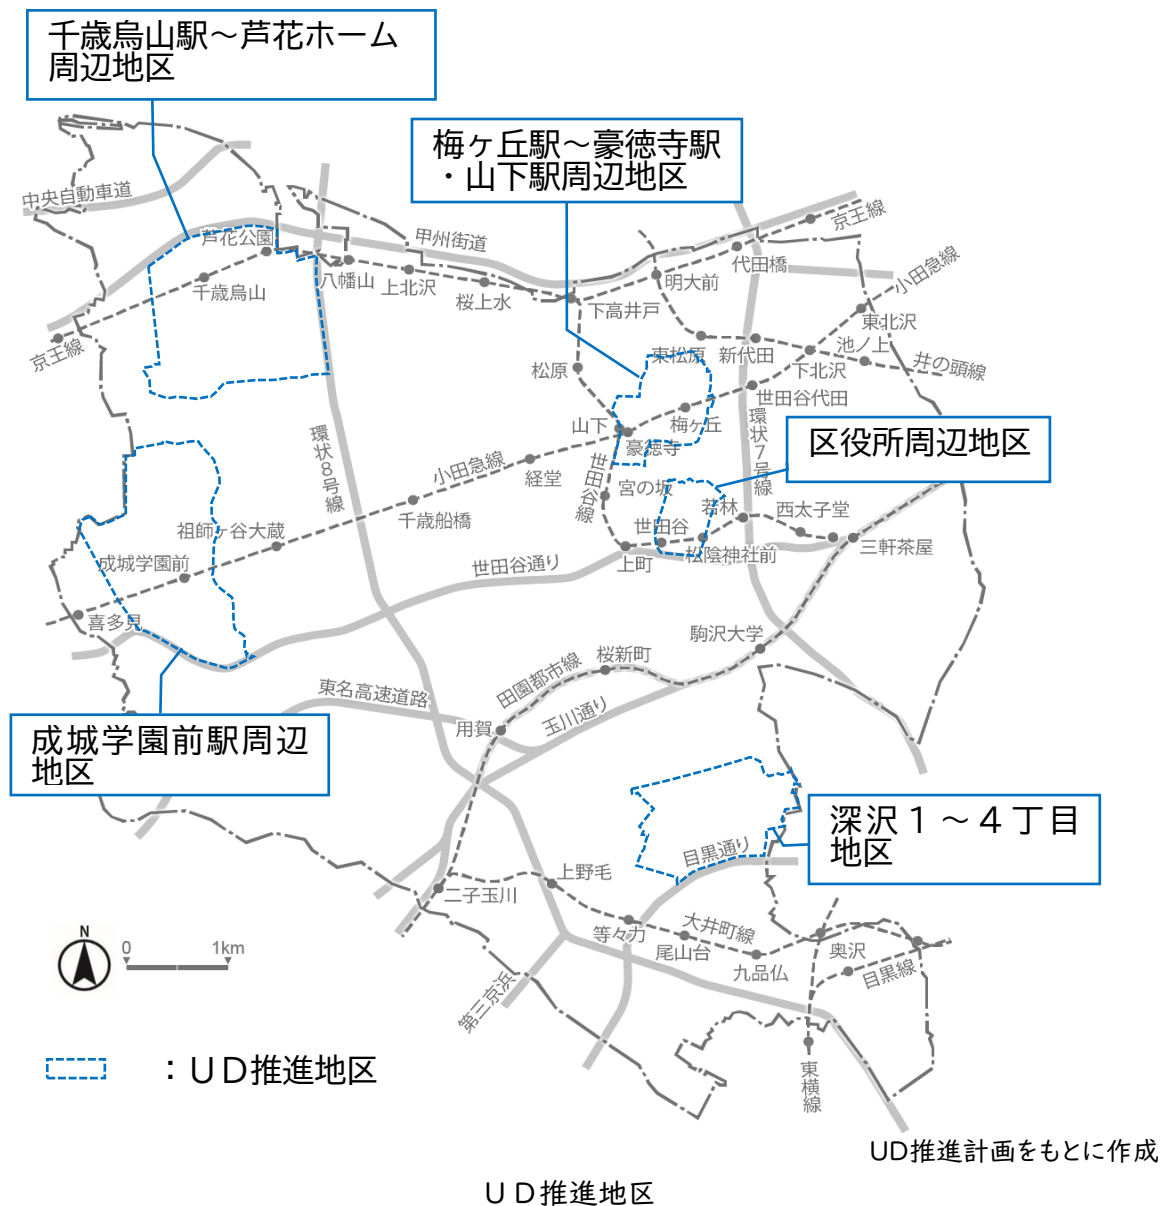 千歳烏山駅～芦花ホーム
周辺地区
梅ヶ丘駅～豪徳寺駅
・山下駅周辺地区
中央自動車道
芦花公園
甲州街道
京王線
代田橋
小田急線
千歳烏山
八幡山
上北沢
桜上水
下高井戸
明大前
東北沢
京王線
松原
東松原
新代田
池ノ上
下北沢
井の頭線
世田谷代田
山下
梅ヶ丘
豪徳寺
環状7号線
区役所周辺地区
環状8号線
小田急線
経堂
世田谷線
宮の坂
若林
西太子堂
千歳船橋
祖師ヶ谷大蔵
世田谷
成城学園前
世田谷通り
上町
松陰神社前
三軒茶屋
喜多見
駒沢大学
桜新町
田園都市線
東名高速道路
玉川通り
用賀
成城学園前駅周辺
地区
深沢１～４丁目
地区
目黒通り
上野毛
二子玉川
等々力
大井町線
尾山台
九品仏
奥沢
目黒線
第三京浜
東横線
N
0
1km
：ＵＤ推進地区
UD推進計画をもとに作成
ＵＤ推進地区